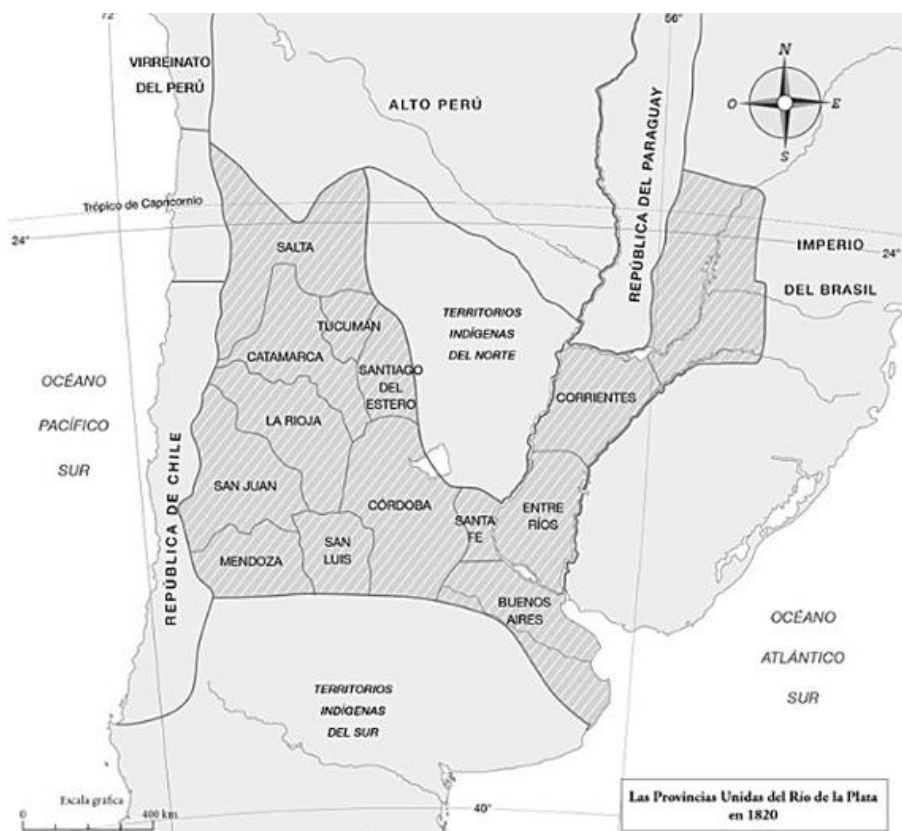 72°
56°
VIRREINATO
DEL PERÚ
ALTO PERÚ
N
O
E
S
REPÚBLICA DEL PARAGUAY
Trópico de Capricornio
24°
24°
SALTA
IMPERIO
DEL BRASIL
TERRITORIOS
INDÍGENAS
DEL NORTE
TUCUMÁN
CATAMARCA
SANTIAGO
DEL
ESTERO
OCÉANO
PACÍFICO
SUR
CORRIENTES
LA RIOJA
REPÚBLICA DE CHILE
SAN JUAN
CÓRDOBA
SANTA
FE
ENTRE
RÍOS
MENDOZA
SAN
LUIS
BUENOS
AIRES
OCÉANO
ATLÁNTICO
SUR
TERRITORIOS
INDÍGENAS
DEL SUR
Escala gráfica
0
400 km
40°
Las Provincias Unidas del Río de la Plata
en 1820